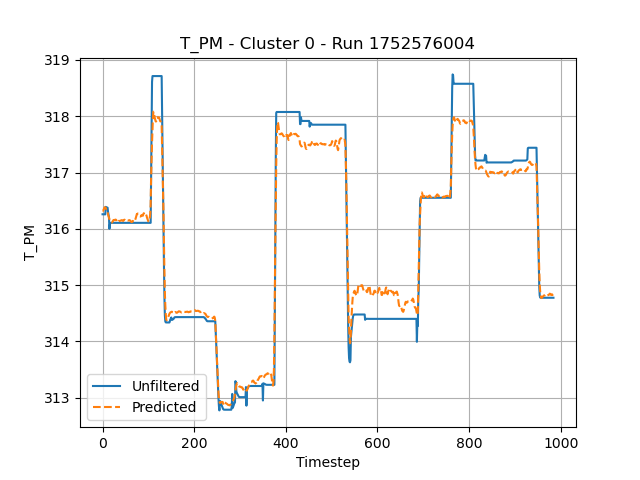 T_PM - Cluster 0 - Run 1752576004
319
318
317
316
315
314
313
T_PM
Unfiltered
Predicted
0 200 400 600 800 1000
Timestep